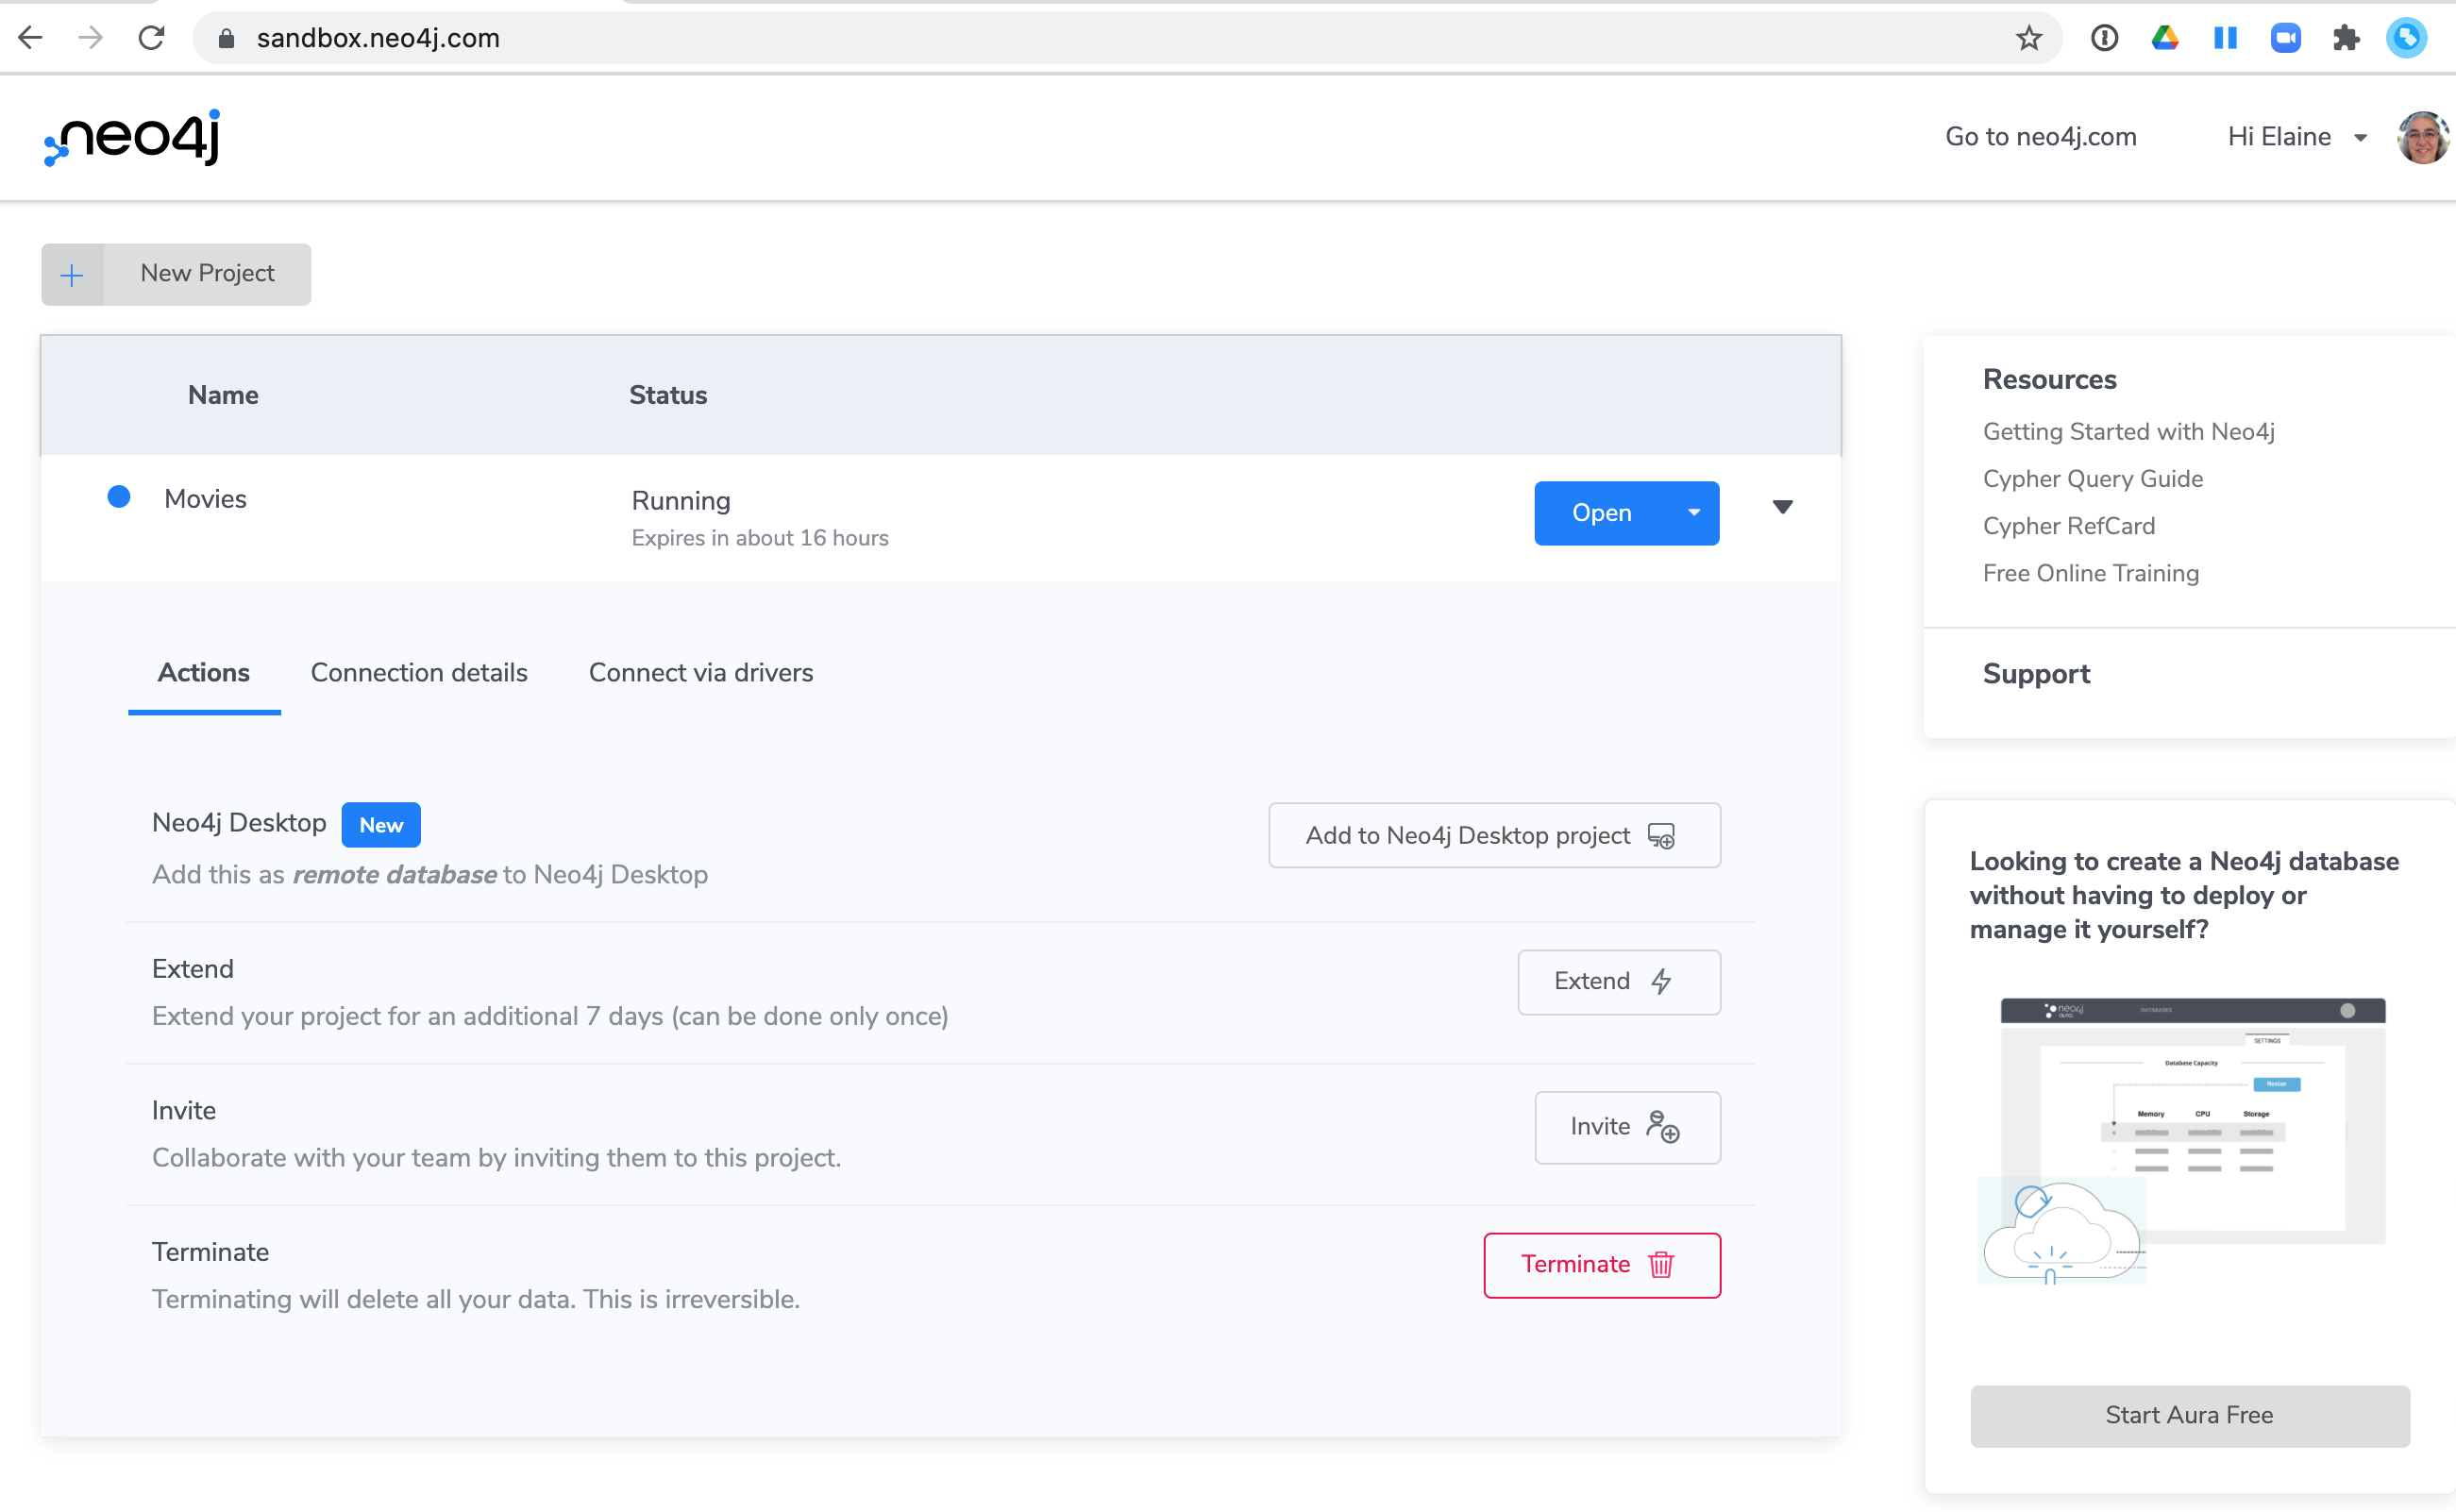 sandbox.neo4j.com
neo4j
Go to neo4j.com
Hi Elaine
New Project
Name
Status
Movies
Running
Expires in about 16 hours
Open
Actions
Connection details
Connect via drivers
Neo4j Desktop
New
Add this as remote database to Neo4j Desktop
Add to Neo4j Desktop project
Extend
Extend your project for an additional 7 days (can be done only once)
Extend
Invite
Collaborate with your team by inviting them to this project.
Invite
Terminate
Terminating will delete all your data. This is irreversible.
Terminate
Resources
Getting Started with Neo4j
Cypher Query Guide
Cypher RefCard
Free Online Training
Support
Looking to create a Neo4j database
without having to deploy or
manage it yourself?
neo4j
aura
DATABASES
SETTINGS
Database Capacity
Resize
Memory
CPU
Storage
Start Aura Free